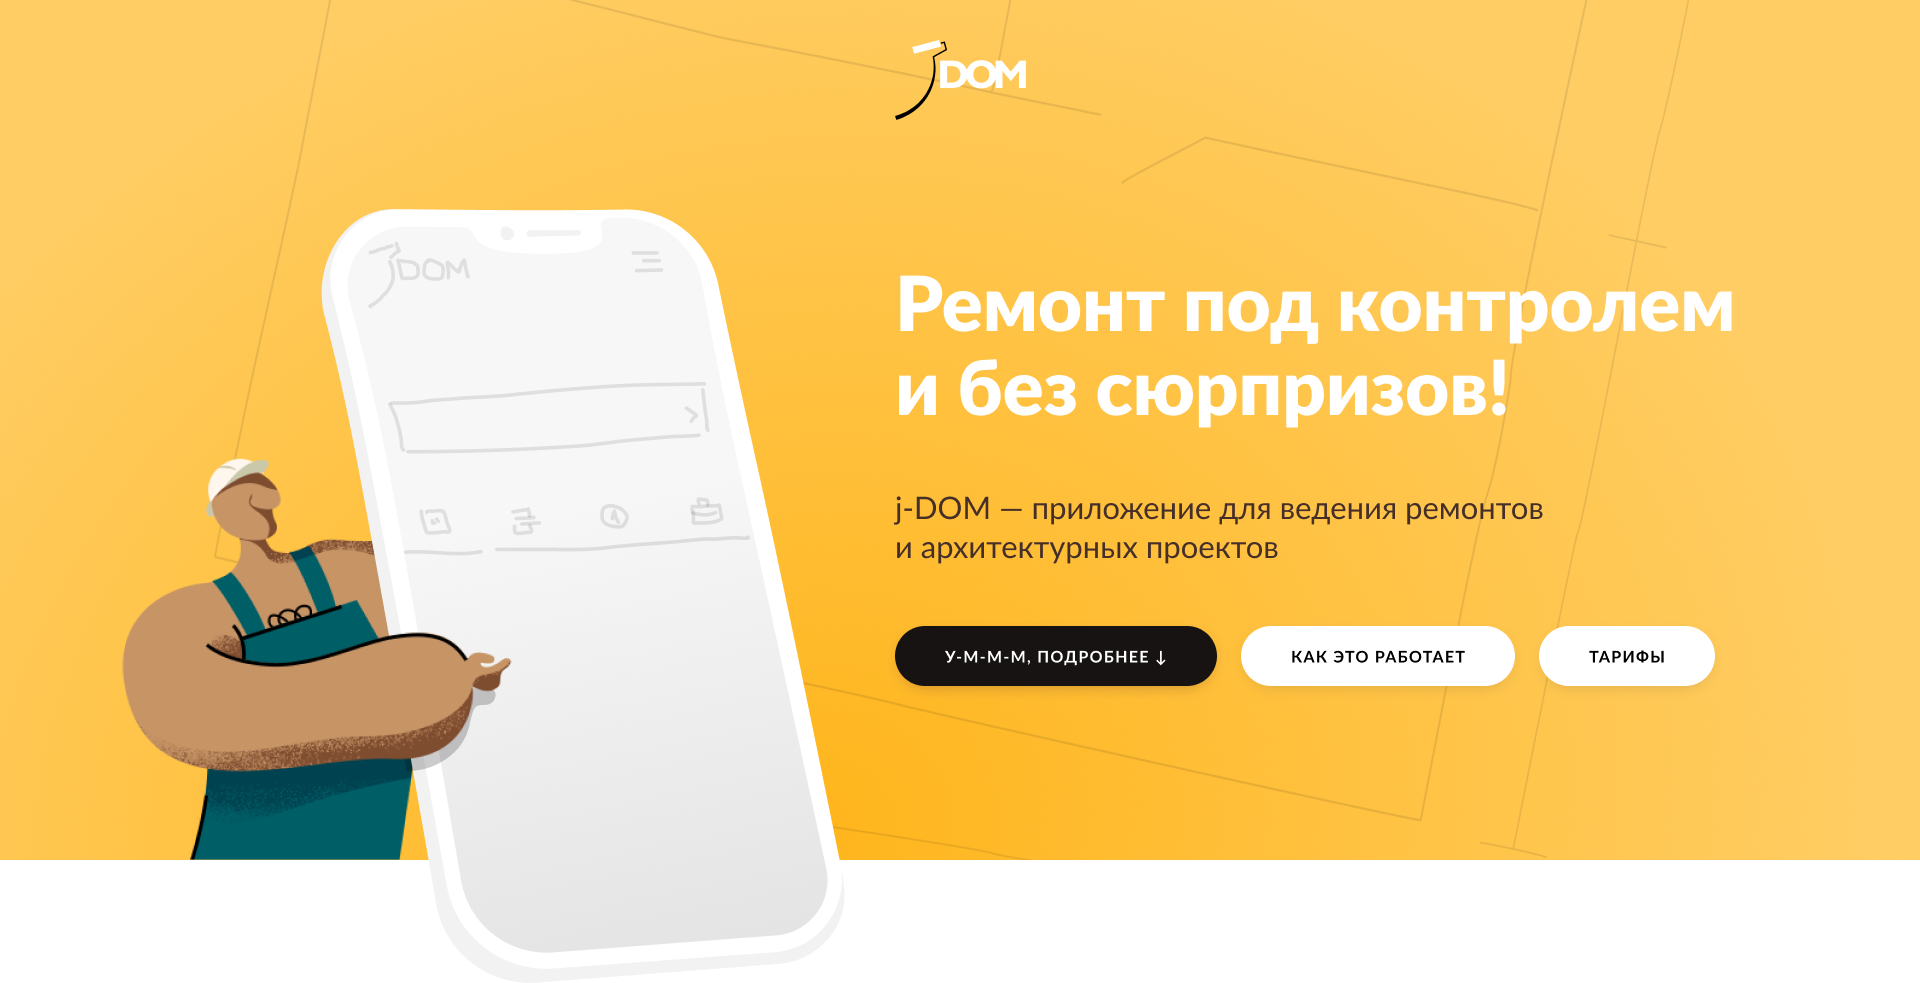 jDOM
jDOM
Ремонт под контролем
и без сюрпризов!
j-DOM — приложение для ведения ремонтов
и архитектурных проектов
У-М-М-М, ПОДРОБНЕЕ ↓
КАК ЭТО РАБОТАЕТ
ТАРИФЫ